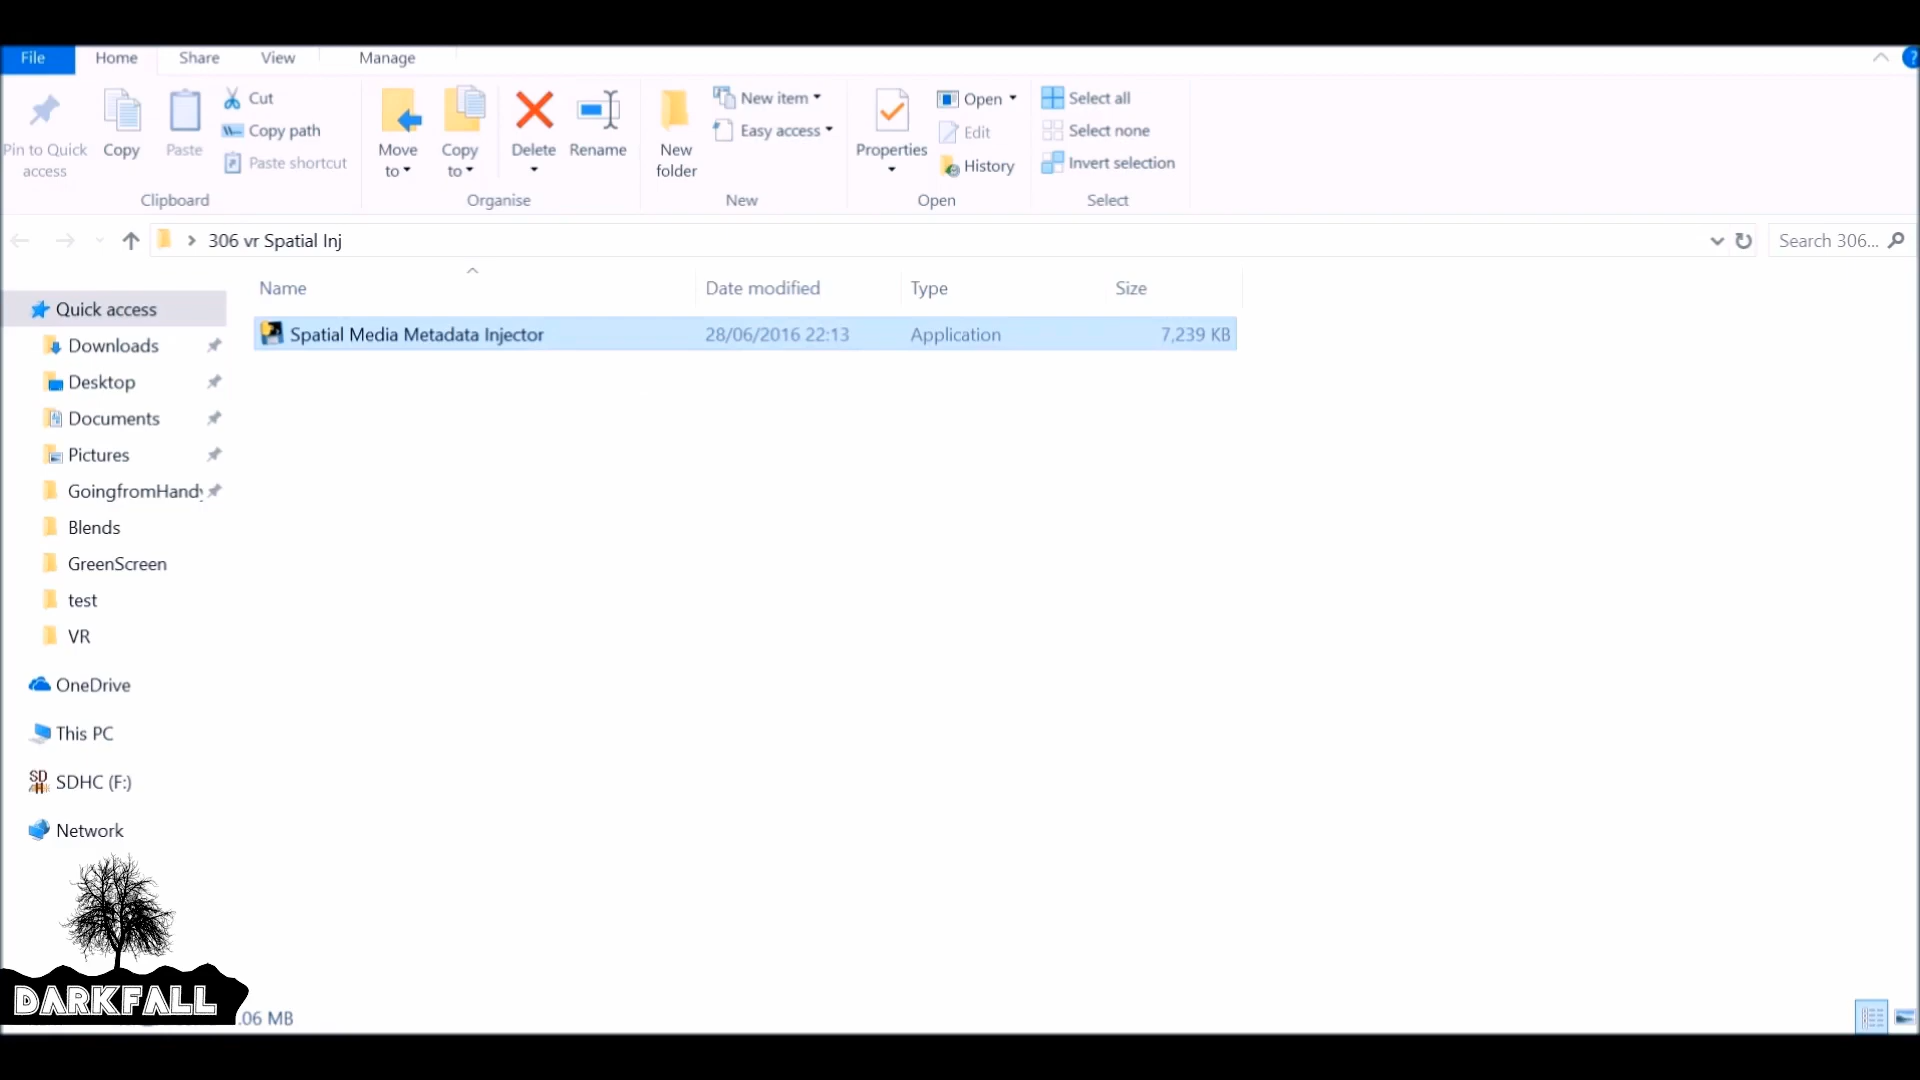 File Home Share View Manage
?
Cut
Copy path
Paste shortcut
Pin to Quick access
Copy
Paste
Clipboard
Move to
Copy to
Delete
Rename
Organise
New folder
New item
Easy access
New
Properties
Open
Edit
History
Open
Select all
Select none
Invert selection
Select
306 vr Spatial Inj
Search 306...
Name Date modified Type Size
Spatial Media Metadata Injector 28/06/2016 22:13 Application 7,239 KB
Quick access
Downloads
Desktop
Documents
Pictures
GoingfromHandy
Blends
GreenScreen
test
VR
OneDrive
This PC
SD
H
SDHC (F:)
Network
DARKFALL
.06 MB